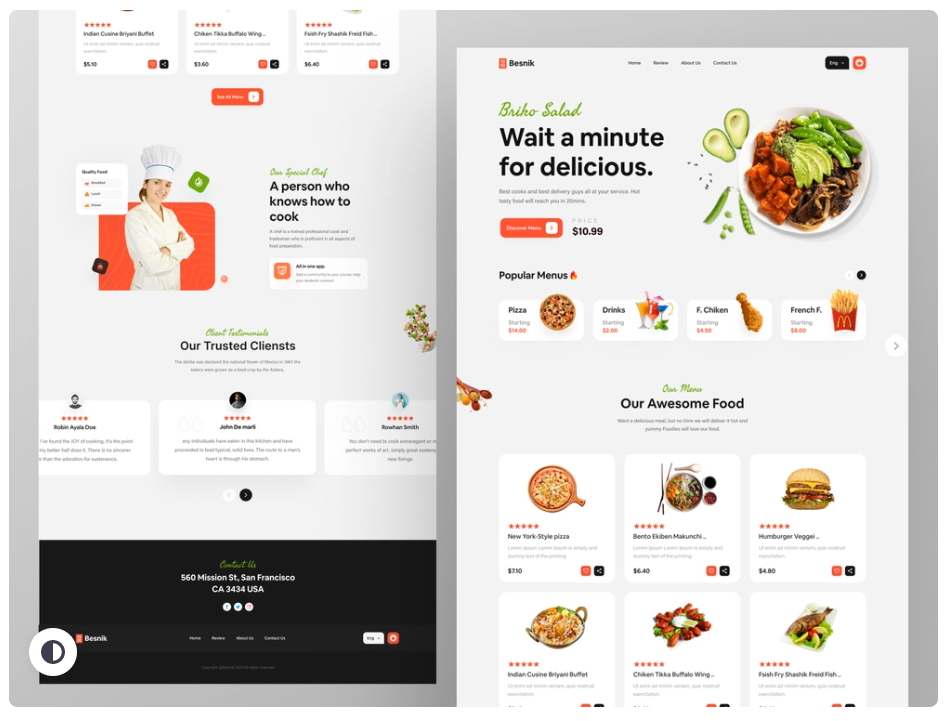 Indian Cusine Briyani Buffet
Ut enim ad minim veniam, quis nostrud
exercitation.
$5.10
Chiken Tikka Buffalo Wing ..
Ut enim ad minim veniam, quis nostrud
exercitation.
$3.60
Fsish Fry Shashik Freid Fish ..
Ut enim ad minim veniam, quis nostrud
exercitation.
$6.40
See All Menu
Quality Food
Breakfast
Lunch
Dinner
Our Special Chef
A person who
knows how to
cook
A chef is a trained professional cook and
tradesman who is proficient in all aspects of
food preparation.
All in one app.
Add a community to your course, help
your students connect
Client Testimonials
Our Trusted Cliensts
The dahlia was declared the national flower of Mexico in 1963 the
tubers were grown as a food crop by the Aztecs.
Robin Ayala Doe
I've found the JOY of cooking, it's the point
my better half does it. There is no sincerer
than the adoration for sustenance.
John De marli
any individuals have eaten in this kitchen and have
proceeded to lead typical, solid lives. The route to a man's
heart is through his stomach.
Rowhan Smith
You don't need to cook extravagant or
perfect works of art, simply great sustenance
new fixings.
Contact Us
560 Mission St, San Francisco
CA 3434 USA
Besnik
Home
Review
About Us
Contact Us
Eng
Besnik
Home
Review
About Us
Contact Us
Eng
Briko Salad
Wait a minute
for delicious.
Best cooks and best delivery guys all at your service. Hot
tasty food will reach you in 20mins.
Discover Menu
PRICE
$10.99
Popular Menus
Pizza
Starting
$14.00
Drinks
Starting
$2.00
F. Chiken
Starting
$4.50
French F.
Starting
$8.00
Our Menu
Our Awesome Food
Want a delicious meal, but no time we will deliver it hot and
yummy Foodies will love our food.
New York-Style pizza
Lorem Ipsum Lorem Ipsum is simply and
dummy text of the printing.
$7.10
Bento Ekiben Makunchi ..
Lorem Ipsum Lorem Ipsum is simply and
dummy text of the printing.
$6.40
Humburger Veggei ..
Ut enim ad minim veniam, quis nostrud
exercitation.
$4.80
Indian Cusine Briyani Buffet
Ut enim ad minim veniam, quis nostrud
exercitation.
Chiken Tikka Buffalo Wing ..
Ut enim ad minim veniam, quis nostrud
exercitation.
Fsish Fry Shashik Freid Fish ..
Ut enim ad minim veniam, quis nostrud
exercitation.